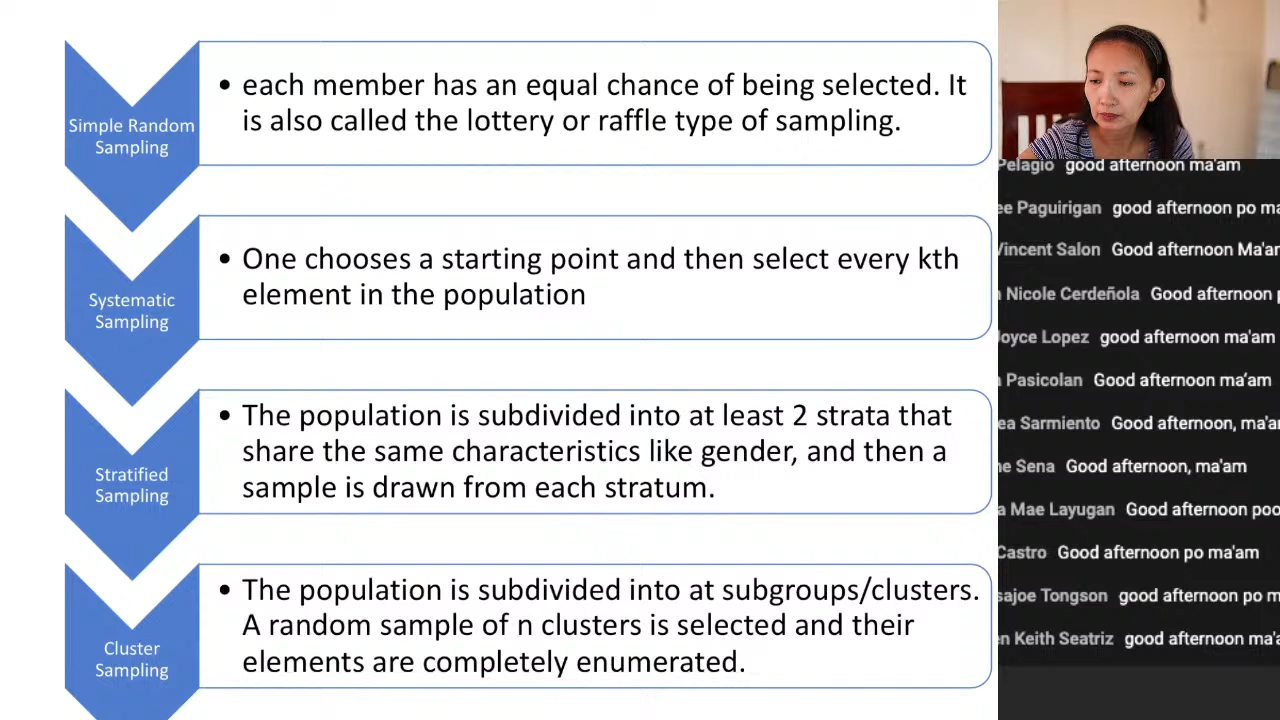 Simple Random
Sampling
• each member has an equal chance of being selected. It
is also called the lottery or raffle type of sampling.
Systematic
Sampling
• One chooses a starting point and then select every kth
element in the population
Stratified
Sampling
• The population is subdivided into at least 2 strata that
share the same characteristics like gender, and then a
sample is drawn from each stratum.
Cluster
Sampling
• The population is subdivided into at subgroups/clusters.
A random sample of n clusters is selected and their
elements are completely enumerated.
Pelagio good afternoon ma'am
Paguirigan good afternoon po
Vincent Salon Good afternoon Ma'am
Nicole Cerdeñola Good afternoon
Joyce Lopez good afternoon ma'am
Pasicolan Good afternoon ma'am
Sarmiento Good afternoon, ma'am
Sena Good afternoon, ma'am
Mae Layugan Good afternoon poo
Castro Good afternoon po ma'am
Tongson good afternoon po
Keith Seatriz good afternoon